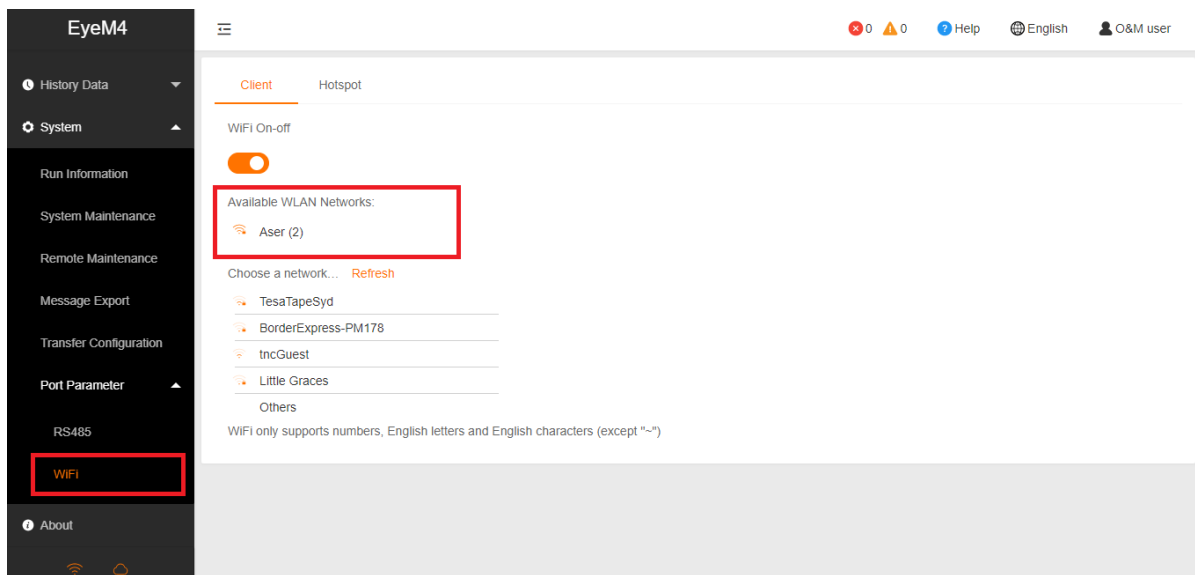 EyeM4
0 0 Help English O&M user
History Data
System
Run Information
System Maintenance
Remote Maintenance
Message Export
Transfer Configuration
Port Parameter
RS485
WiFi
About
Client Hotspot
WiFi On-off
Available WLAN Networks:
Aser (2)
Choose a network... Refresh
TesaTapeSyd
BorderExpress-PM178
tncGuest
Little Graces
Others
WiFi only supports numbers, English letters and English characters (except "~")